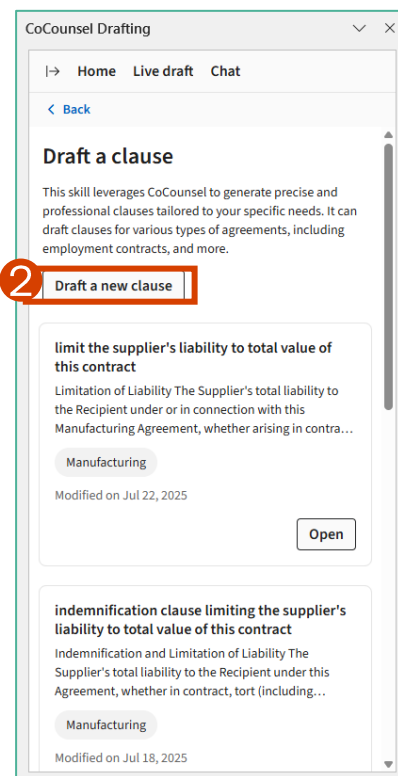 CoCounsel Drafting
Home Live draft Chat
Back
Draft a clause
This skill leverages CoCounsel to generate precise and
professional clauses tailored to your specific needs. It can
draft clauses for various types of agreements, including
employment contracts, and more.
2
Draft a new clause
limit the supplier's liability to total value of
this contract
Limitation of Liability The Supplier's total liability to
the Recipient under or in connection with this
Manufacturing Agreement, whether arising in contra…
Manufacturing
Modified on Jul 22, 2025
Open
indemnification clause limiting the supplier's
liability to total value of this contract
Indemnification and Limitation of Liability The
Supplier's total liability to the Recipient under this
Agreement, whether in contract, tort (including…
Manufacturing
Modified on Jul 18, 2025